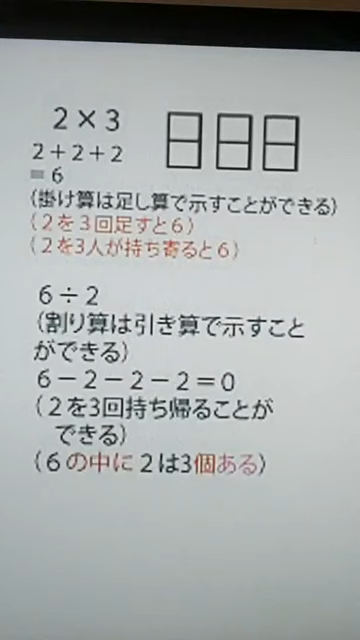 2×3
2+2+2
=6
(掛け算は足し算で示すことができる)
(2を3回足すと6)
(2を3人が持ち寄ると6)
6÷2
(割り算は引き算で示すこと
ができる)
6-2-2-2=0
(2を3回持ち帰ることが
できる)
(6の中に2は3個ある)